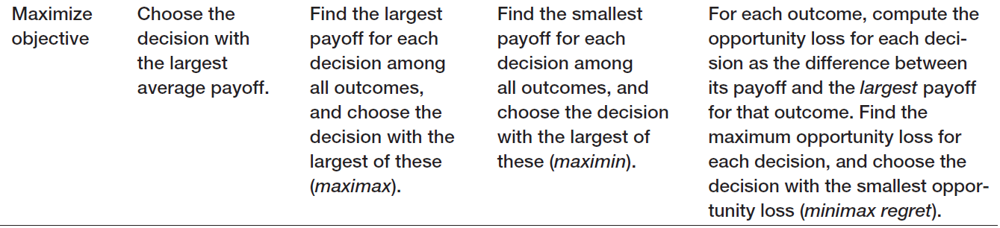 Maximize
objective
Choose the
decision with
the largest
average payoff.
Find the largest
payoff for each
decision among
all outcomes,
and choose the
decision with the
largest of these
(maximax).
Find the smallest
payoff for each
decision among
all outcomes, and
choose the decision
with the largest of
these (maximin).
For each outcome, compute the
opportunity loss for each deci-
sion as the difference between
its payoff and the largest payoff
for that outcome. Find the
maximum opportunity loss for
each decision, and choose the
decision with the smallest oppor-
tunity loss (minimax regret).